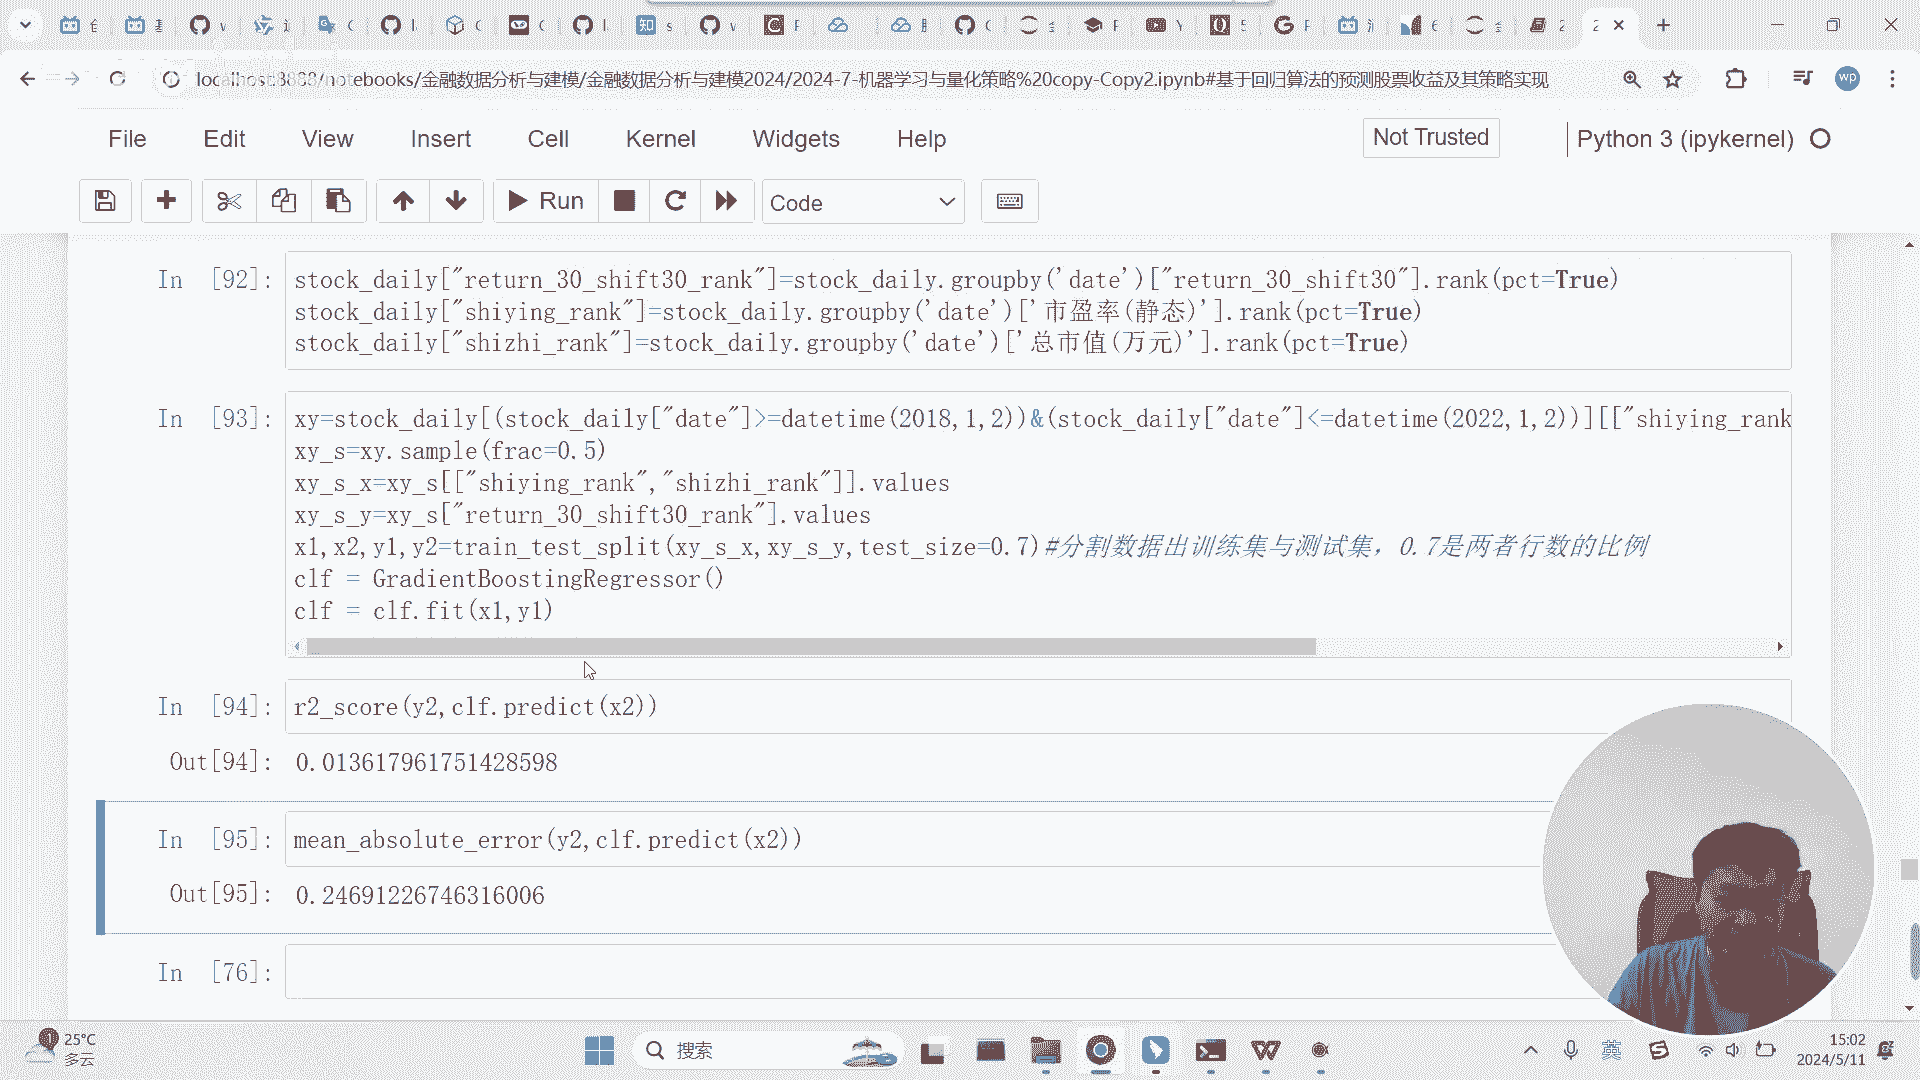 localhost:8888/notebooks/金融数据分析与建模/金融数据分析与建模2024/2024-7-机器学习与量化策略%20copy-Copy2.ipynb#基于回归算法的预测股票收益及其策略实现
wp
File Edit View Insert Cell Kernel Widgets Help Not Trusted Python 3 (ipykernel)
Run Code
In [92]: stock_daily["return_30_shift30_rank"]=stock_daily.groupby('date')["return_30_shift30"].rank(pct=True)
stock_daily["shiying_rank"]=stock_daily.groupby('date')['市盈率(静态)'].rank(pct=True)
stock_daily["shizhi_rank"]=stock_daily.groupby('date')['总市值(万元)'].rank(pct=True)
In [93]: xy=stock_daily[(stock_daily["date"]>=datetime(2018,1,2))&(stock_daily["date"]<=datetime(2022,1,2))][["shiying_rank
xy_s=xy.sample(frac=0.5)
xy_s_x=xy_s[["shiying_rank","shizhi_rank"]].values
xy_s_y=xy_s["return_30_shift30_rank"].values
x1,x2,y1,y2=train_test_split(xy_s_x,xy_s_y,test_size=0.7)#分割数据出训练集与测试集，0.7是两者行数的比例
clf = GradientBoostingRegressor()
clf = clf.fit(x1,y1)
In [94]: r2_score(y2,clf.predict(x2))
Out[94]: 0.013617961751428598
In [95]: mean_absolute_error(y2,clf.predict(x2))
Out[95]: 0.24691226746316006
In [76]:
25°C
多云
搜索
英
15:02
2024/5/11